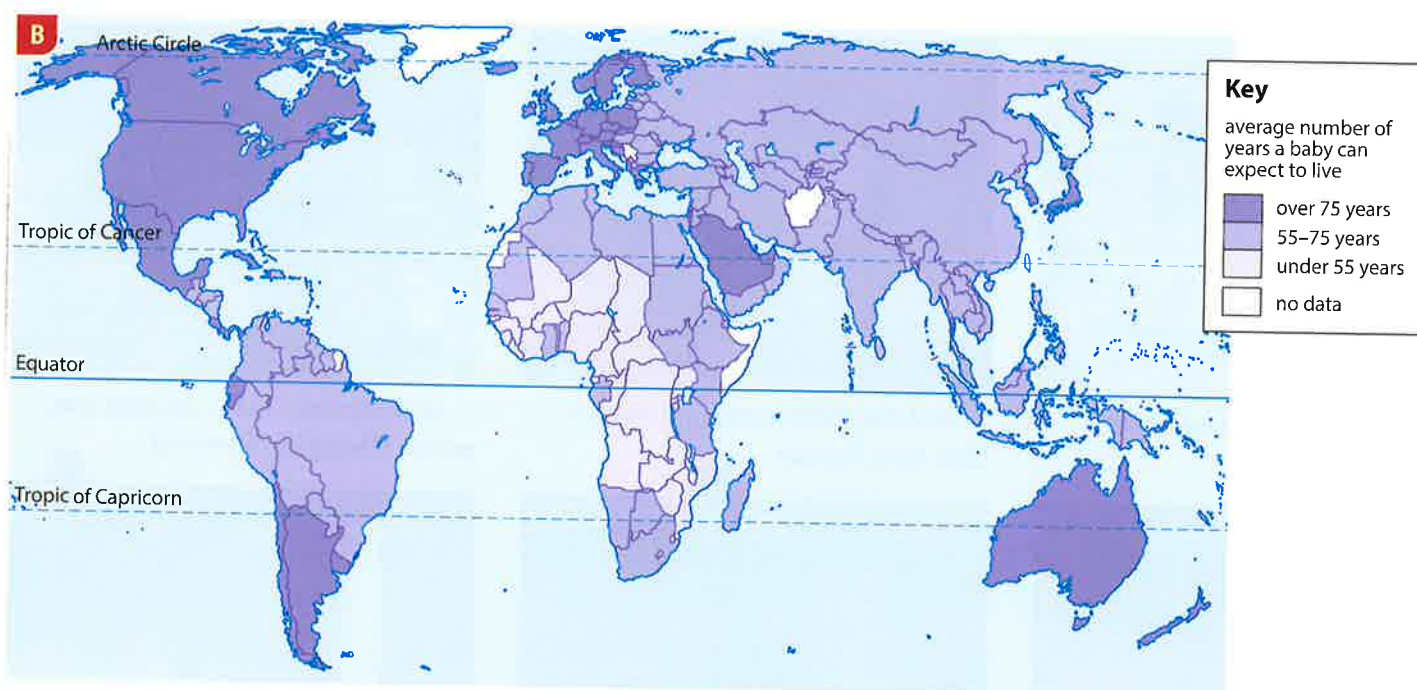 B
Arctic Circle
Tropic of Cancer
Equator
Tropic of Capricorn
Key
average number of
years a baby can
expect to live
over 75 years
55–75 years
under 55 years
no data